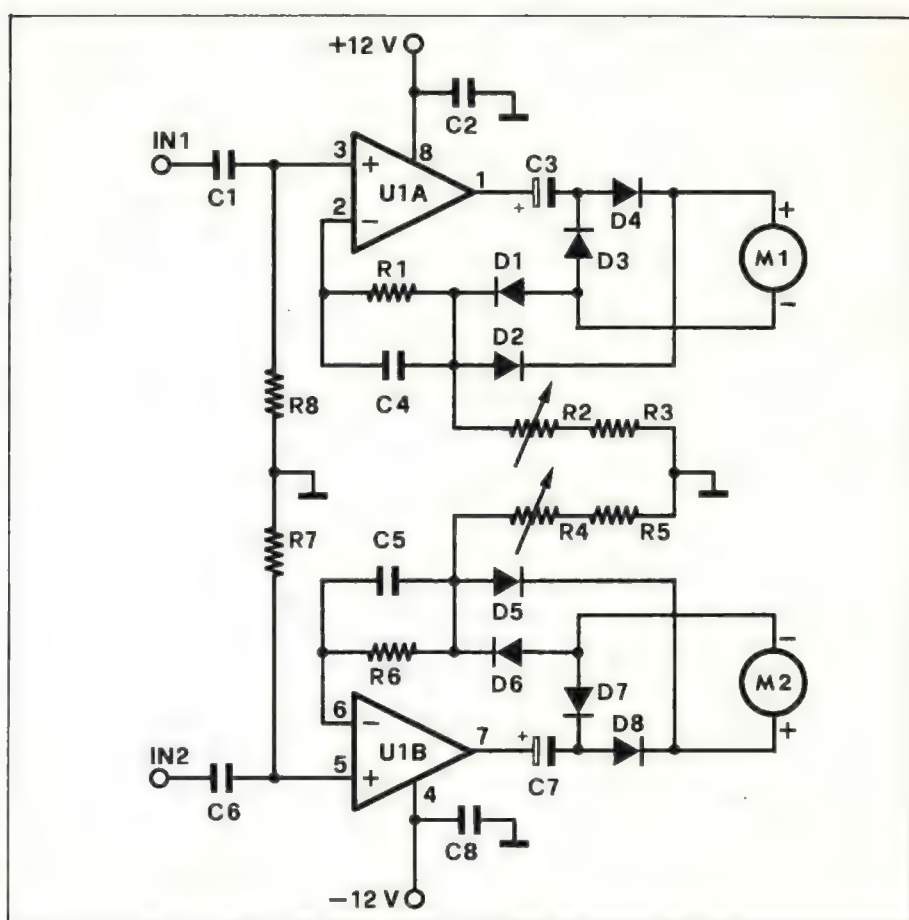 +12 V
C2
IN1
C1
3 + 8
U1A
1
C3
+
D4
2 −
R1
D1
D3
+
M1
−
D2
C4
R8
R2 R3
R7
R4 R5
C5
D5
R6
D6
−
M2
+
D7
6 −
U1B
7
+
C7
D8
5 +
4
IN2
C6
C8
−12 V